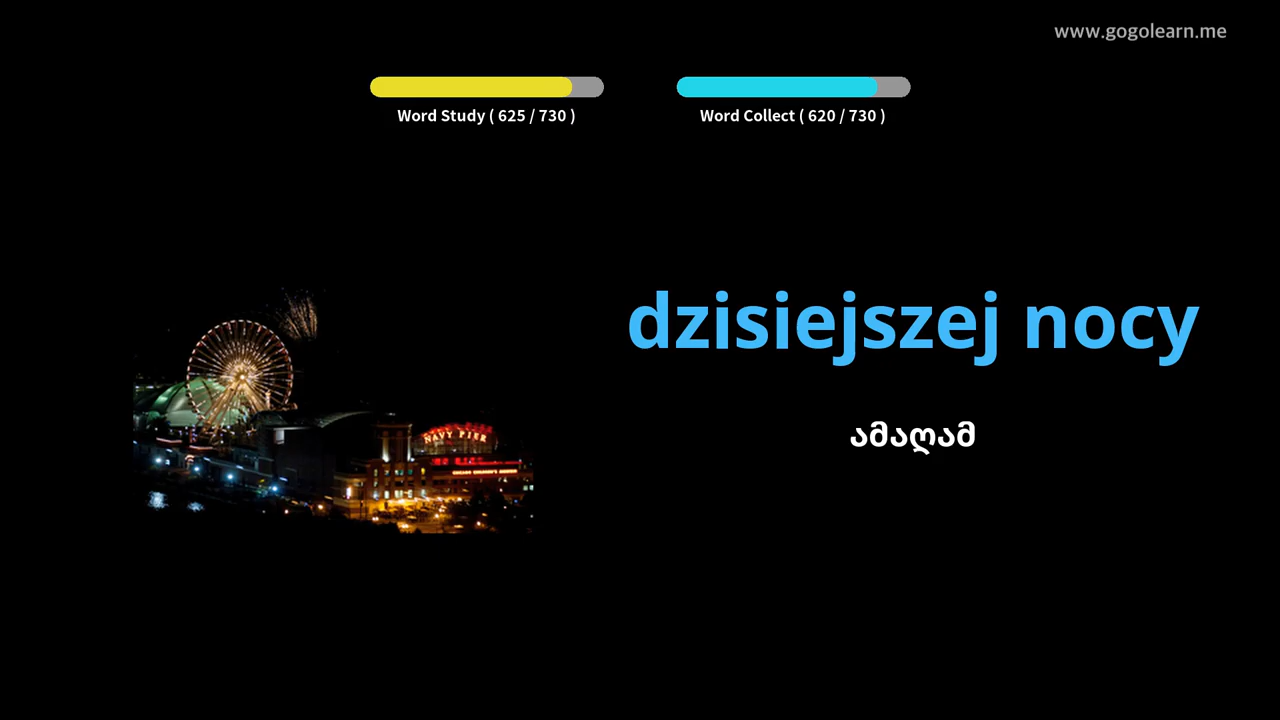 www.gogolearn.me
Word Study ( 625 / 730 )
Word Collect ( 620 / 730 )
dzisiejszej nocy
ამაღამ
NAVY PIER